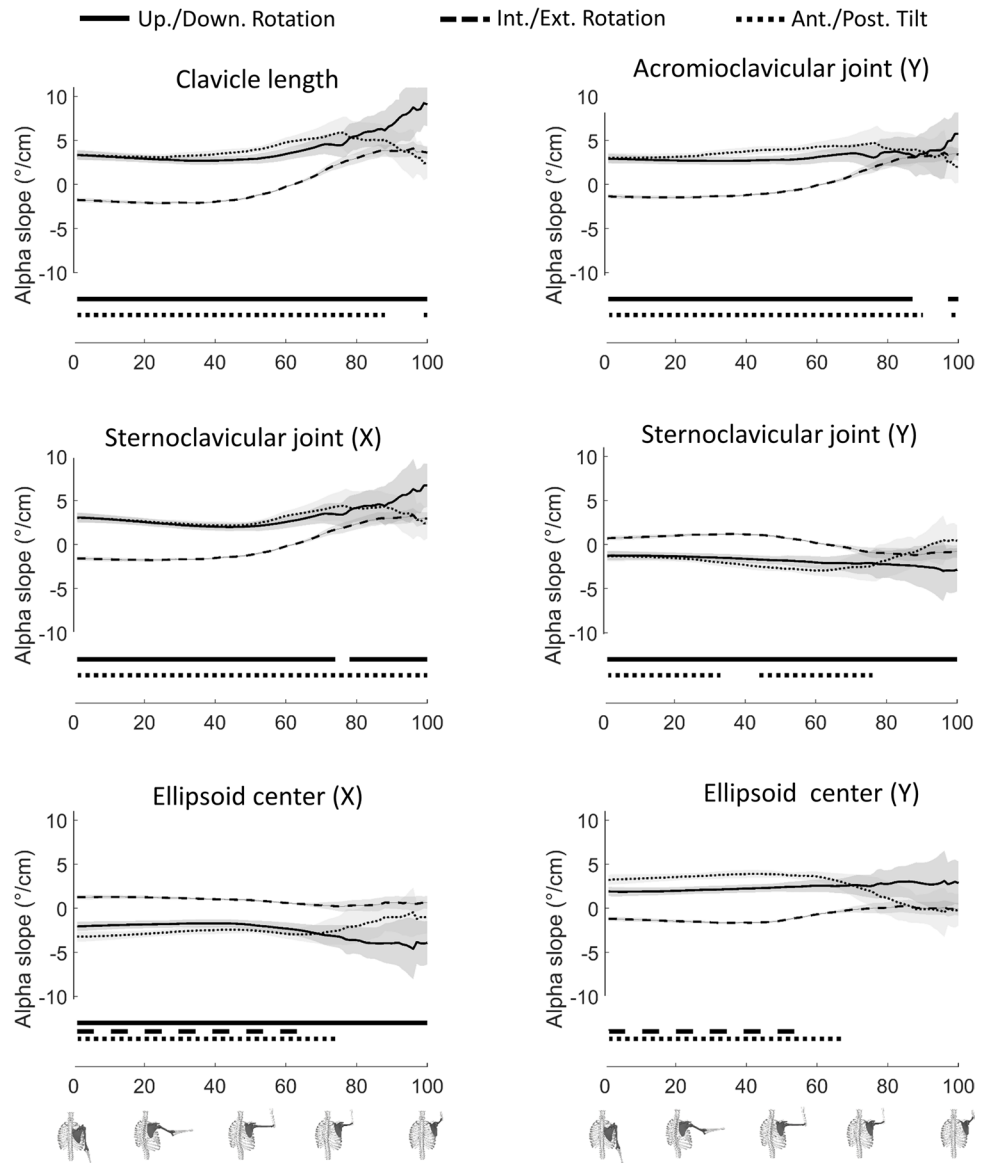 Up./Down. Rotation Int./Ext. Rotation Ant./Post. Tilt
Clavicle length
Alpha slope (°/cm)
10
5
0
-5
-10
0 20 40 60 80 100
Acromioclavicular joint (Y)
Alpha slope (°/cm)
10
5
0
-5
-10
0 20 40 60 80 100
Sternoclavicular joint (X)
Alpha slope (°/cm)
10
5
0
-5
-10
0 20 40 60 80 100
Sternoclavicular joint (Y)
Alpha slope (°/cm)
10
5
0
-5
-10
0 20 40 60 80 100
Ellipsoid center (X)
Alpha slope (°/cm)
10
5
0
-5
-10
0 20 40 60 80 100
Ellipsoid center (Y)
Alpha slope (°/cm)
10
5
0
-5
-10
0 20 40 60 80 100